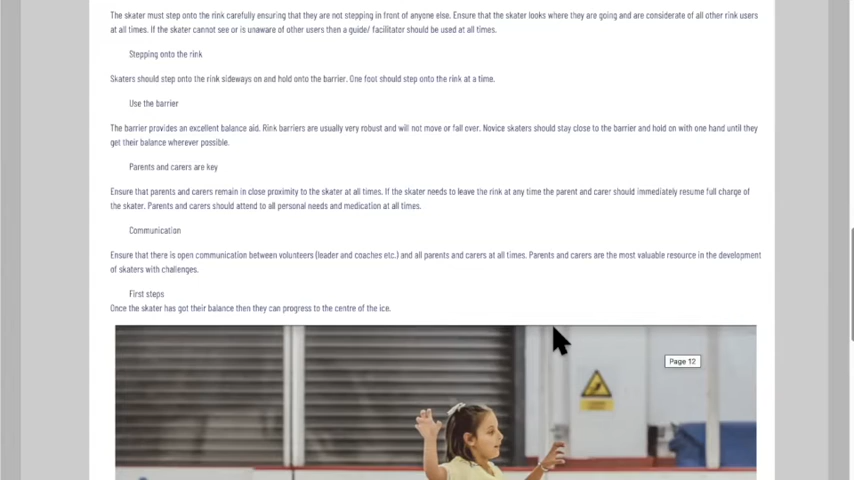 The skater must step onto the rink carefully ensuring that they are not stepping in front of anyone else. Ensure that the skater looks where they are going and are considerate of all other rink users
at all times. If the skater cannot see or is unaware of other users then a guide/ facilitator should be used at all times.
Stepping onto the rink
Skaters should step onto the rink sideways on and hold onto the barrier. One foot should step onto the rink at a time.
Use the barrier
The barrier provides an excellent balance aid. Rink barriers are usually very robust and will not move or fall over. Novice skaters should stay close to the barrier and hold on with one hand until they
get their balance wherever possible.
Parents and carers are key
Ensure that parents and carers remain in close proximity to the skater at all times. If the skater needs to leave the rink at any time the parent and carer should immediately resume full charge of
the skater. Parents and carers should attend to all personal needs and medication at all times.
Communication
Ensure that there is open communication between volunteers (leader and coaches etc.) and all parents and carers at all times. Parents and carers are the most valuable resource in the development
of skaters with challenges.
First steps
Once the skater has got their balance then they can progress to the centre of the ice.
Page 12